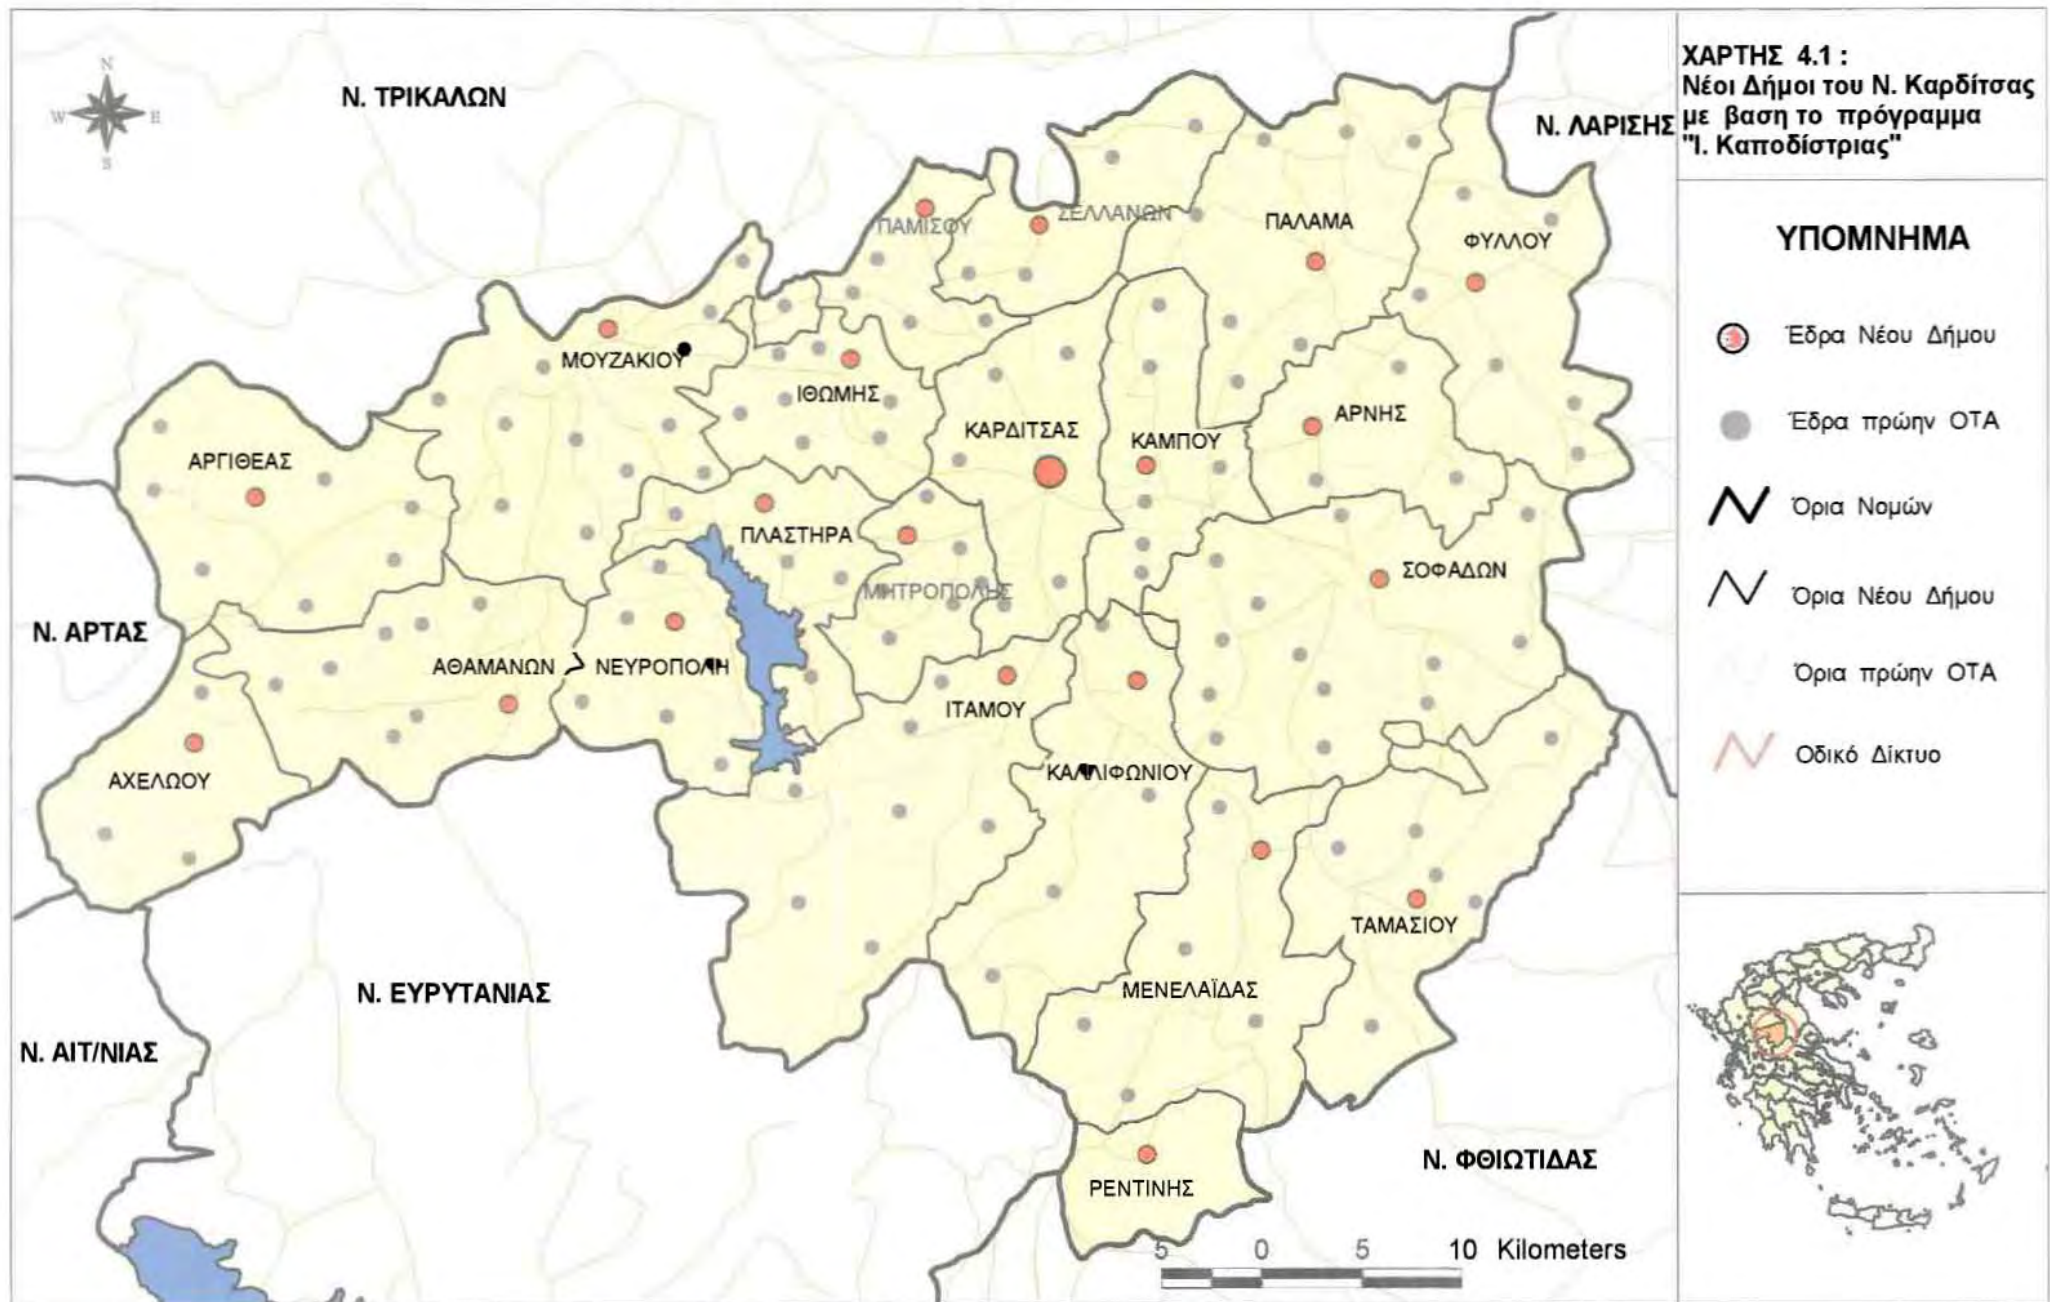 N
W
E
S
ΧΑΡΤΗΣ 4.1 :
Νέοι Δήμοι του Ν. Καρδίτσας
με βαση το πρόγραμμα
"Ι. Καποδίστριας"
ΥΠΟΜΝΗΜΑ
Έδρα Νέου Δήμου
Έδρα πρώην ΟΤΑ
Όρια Νομών
Όρια Νέου Δήμου
Όρια πρώην ΟΤΑ
Οδικό Δίκτυο
Ν. ΤΡΙΚΑΛΩΝ
Ν. ΛΑΡΙΣΗΣ
ΠΑΜΙΣΟΥ
ΣΕΛΛΑΝΩΝ
ΠΑΛΑΜΑ
ΦΥΛΛΟΥ
ΜΟΥΖΑΚΙΟΥ
ΙΘΩΜΗΣ
ΚΑΡΔΙΤΣΑΣ
ΚΑΜΠΟΥ
ΑΡΝΗΣ
ΑΡΓΙΘΕΑΣ
ΠΛΑΣΤΗΡΑ
ΣΟΦΑΔΩΝ
ΜΗΤΡΟΠΟΛΗΣ
Ν. ΑΡΤΑΣ
ΑΘΑΜΑΝΩΝ
ΝΕΥΡΟΠΟΛΗ
ΙΤΑΜΟΥ
ΑΧΕΛΩΟΥ
ΚΑΛΛΙΦΩΝΙΟΥ
ΤΑΜΑΣΙΟΥ
Ν. ΕΥΡΥΤΑΝΙΑΣ
ΜΕΝΕΛΑΪΔΑΣ
Ν. ΑΙΤ/ΝΙΑΣ
Ν. ΦΘΙΩΤΙΔΑΣ
ΡΕΝΤΙΝΗΣ
5 0 5 10 Kilometers